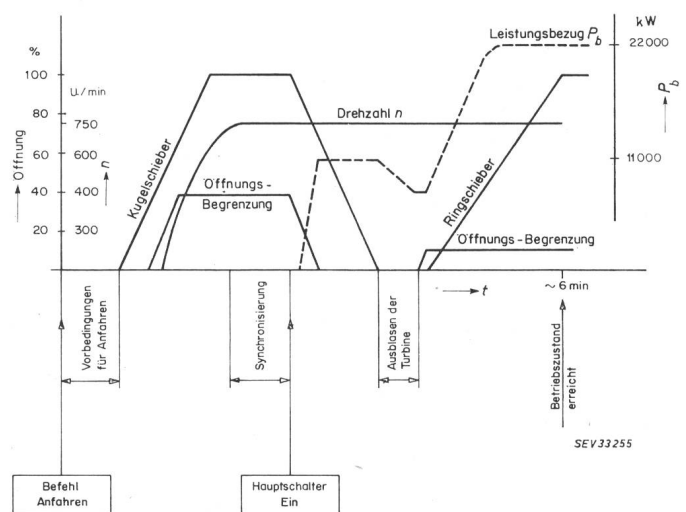 kW
Leistungsbezug P_b
22000
%
100
U/min
80
750
Drehzahl n
Öffnung
60
600
n
P_b
11000
Kugelschieber
40
400
Öffnungs-
Begrenzung
Ringschieber
20
300
Öffnungs-Begrenzung
t
~ 6 min
Vorbedingungen
für Anfahren
Synchronisierung
Ausblasen der
Turbine
Betriebszustand
erreicht
SEV33255
Befehl
Anfahren
Hauptschalter
Ein